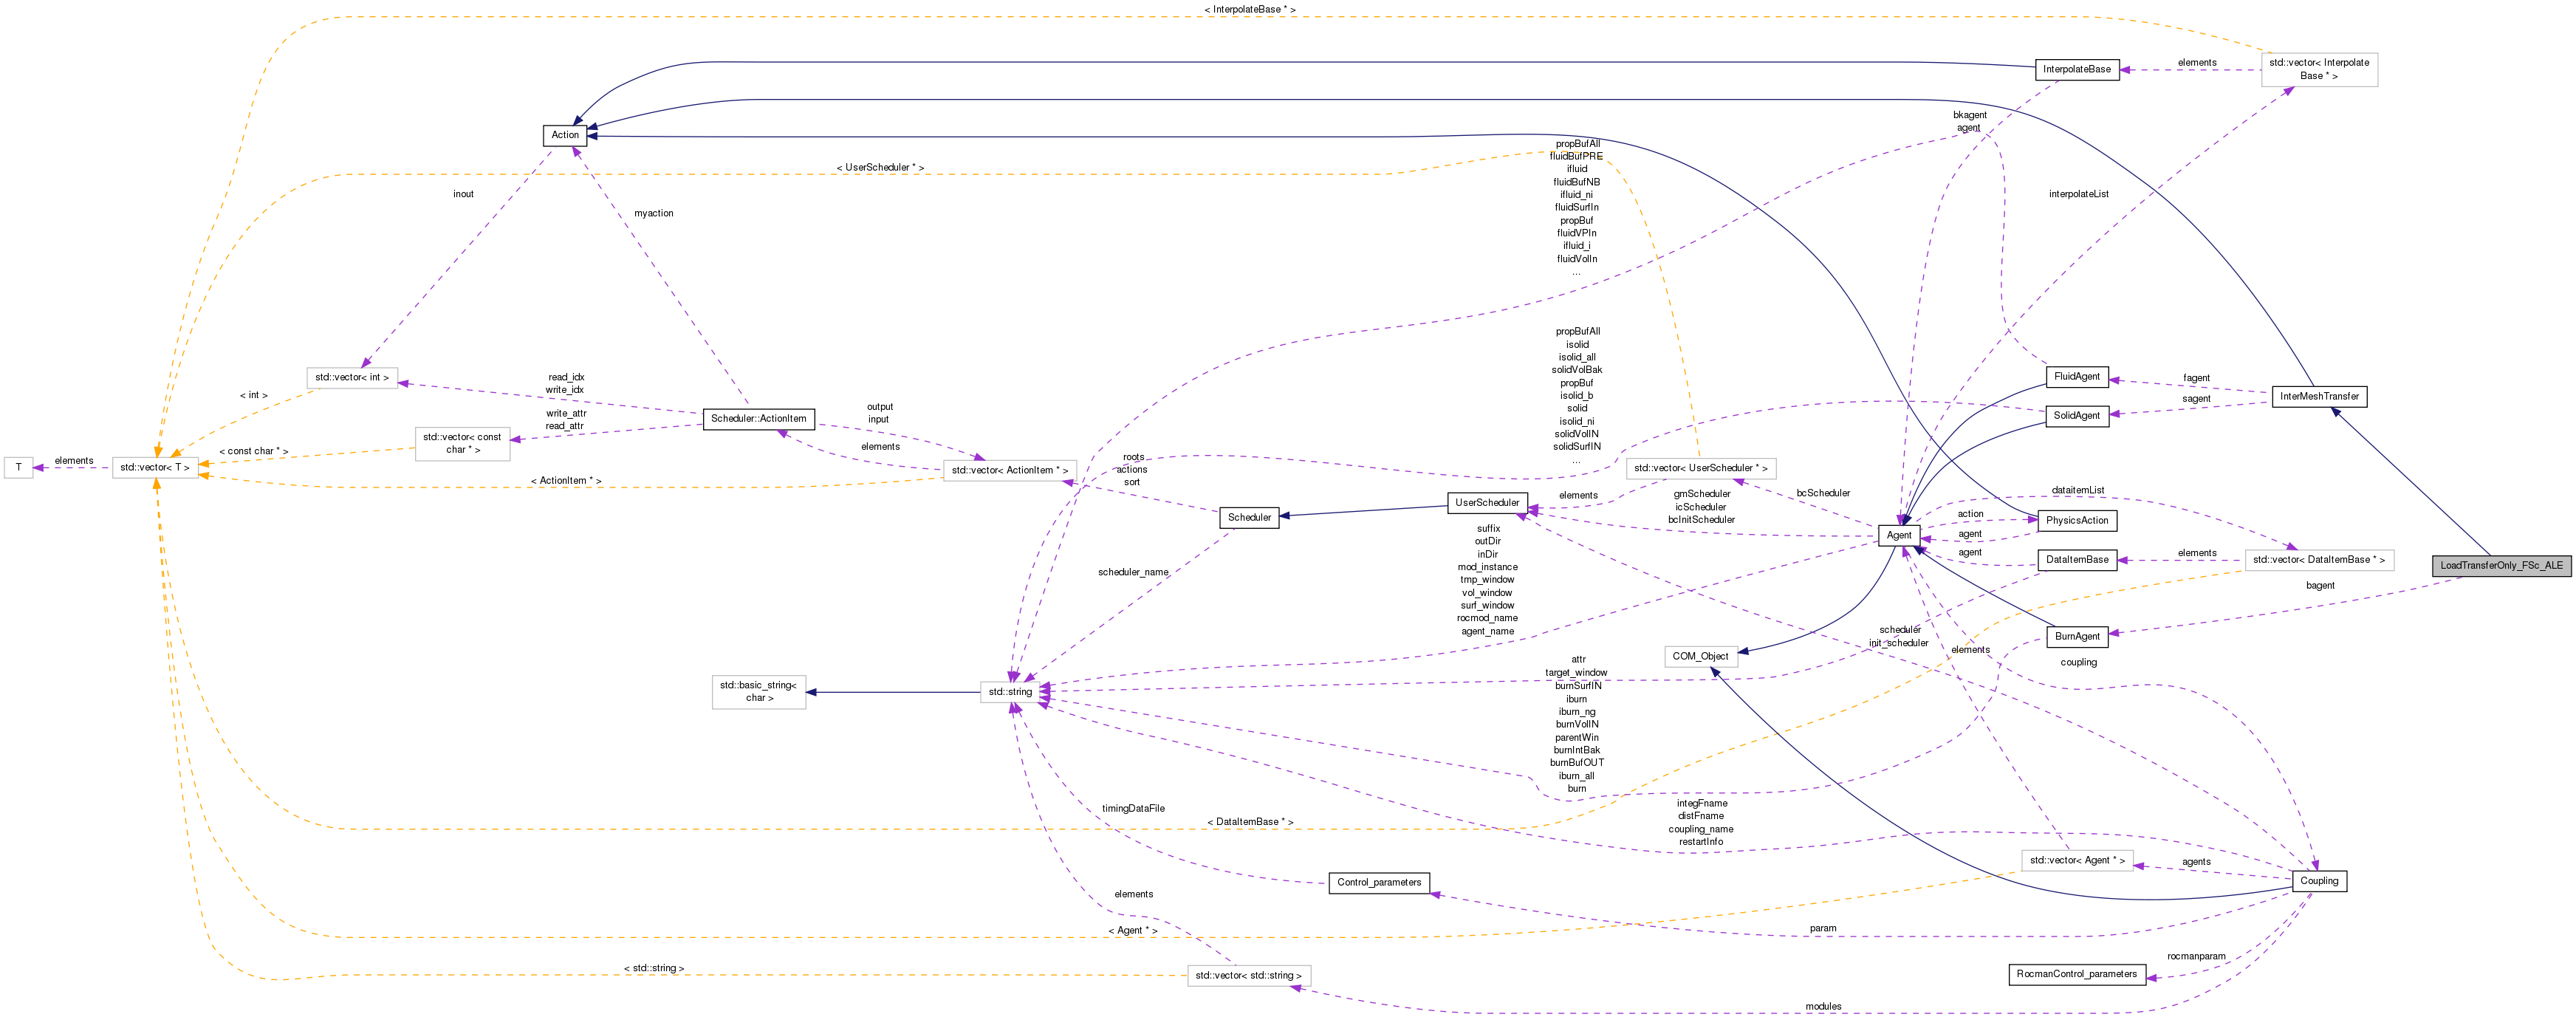 < InterpolateBase * >
std::vector< Interpolate
Base * >
elements
InterpolateBase
bkagent
agent
Action
propBufAll
fluidBufPRE
ifluid
fluidBufNB
ifluid_ni
fluidSurfIn
propBuf
fluidVPIn
ifluid_i
fluidVolIn
...
< UserScheduler * >
inout
myaction
interpolateList
propBufAll
isolid
isolid_all
solidVolBak
propBuf
isolid_b
solid
isolid_ni
solidVolIN
solidSurfIN
...
std::vector< int >
read_idx
write_idx
< int >
write_attr
read_attr
Scheduler::ActionItem
output
input
FluidAgent
fagent
SolidAgent
sagent
InterMeshTransfer
std::vector< const
char * >
< const char * >
elements
T
elements
std::vector< T >
< ActionItem * >
std::vector< ActionItem * >
roots
actions
sort
std::vector< UserScheduler * >
elements
UserScheduler
Scheduler
gmScheduler
icScheduler
bcInitScheduler
bcScheduler
dataitemList
action
PhysicsAction
Agent
agent
agent
DataItemBase
elements
std::vector< DataItemBase * >
LoadTransferOnly_FSc_ALE
bagent
scheduler_name
suffix
outDir
inDir
mod_instance
tmp_window
vol_window
surf_window
rocmod_name
agent_name
BurnAgent
scheduler
init_scheduler
elements
coupling
COM_Object
std::basic_string<
char >
std::string
attr
target_window
burnSurfIN
iburn
iburn_ng
burnVolIN
parentWin
burnIntBak
burnBufOUT
iburn_all
burn
timingDataFile
< DataItemBase * >
integFname
distFname
coupling_name
restartInfo
std::vector< Agent * >
agents
Coupling
Control_parameters
elements
< Agent * >
param
rocmanparam
< std::string >
std::vector< std::string >
RocmanControl_parameters
modules